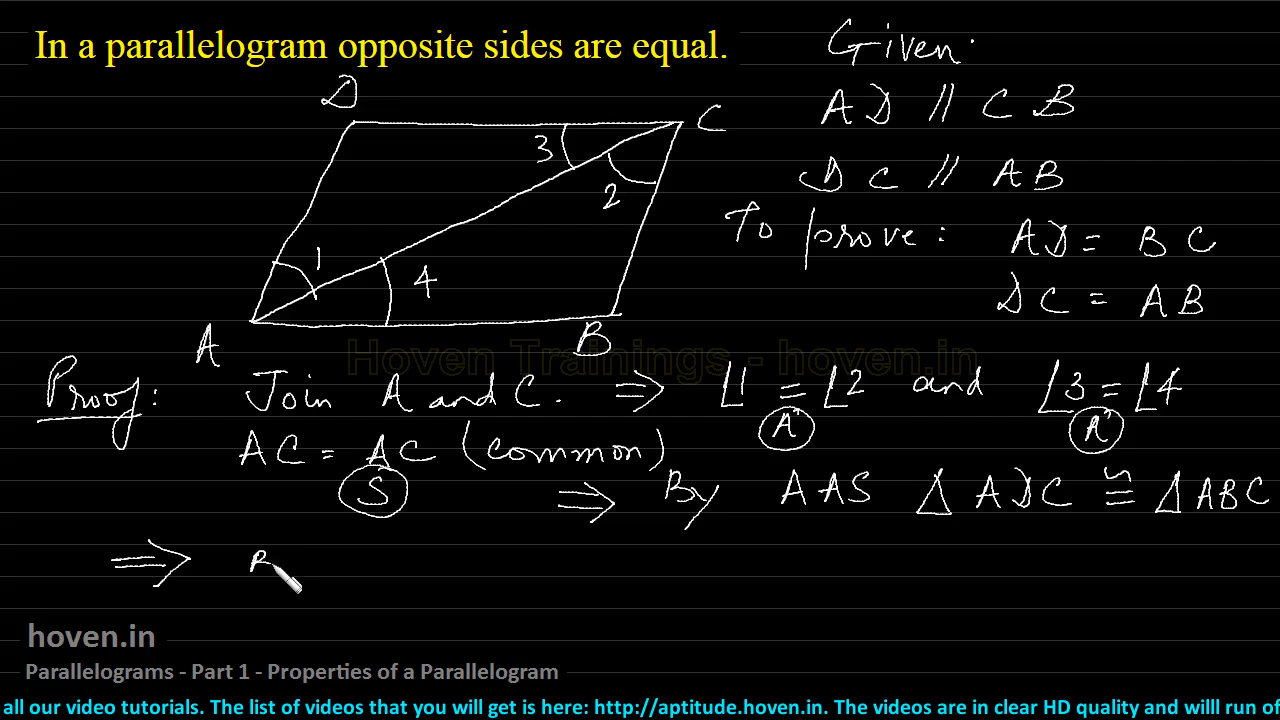 In a parallelogram opposite sides are equal.
Given:
D
C
AD // CB
3
2
DC // AB
To prove: AD = BC
1
4
DC = AB
A
B
Hoven Trainings - hoven.in
Proof: Join A and C. ⇒ ∠1 = ∠2 and ∠3 = ∠4
A
A
AC = AC (common)
S
⇒ By AAS Δ ADC ≅ Δ ABC
⇒
hoven.in
Parallelograms - Part 1 - Properties of a Parallelogram
all our video tutorials. The list of videos that you will get is here: http://aptitude.hoven.in. The videos are in clear HD quality and willl run of